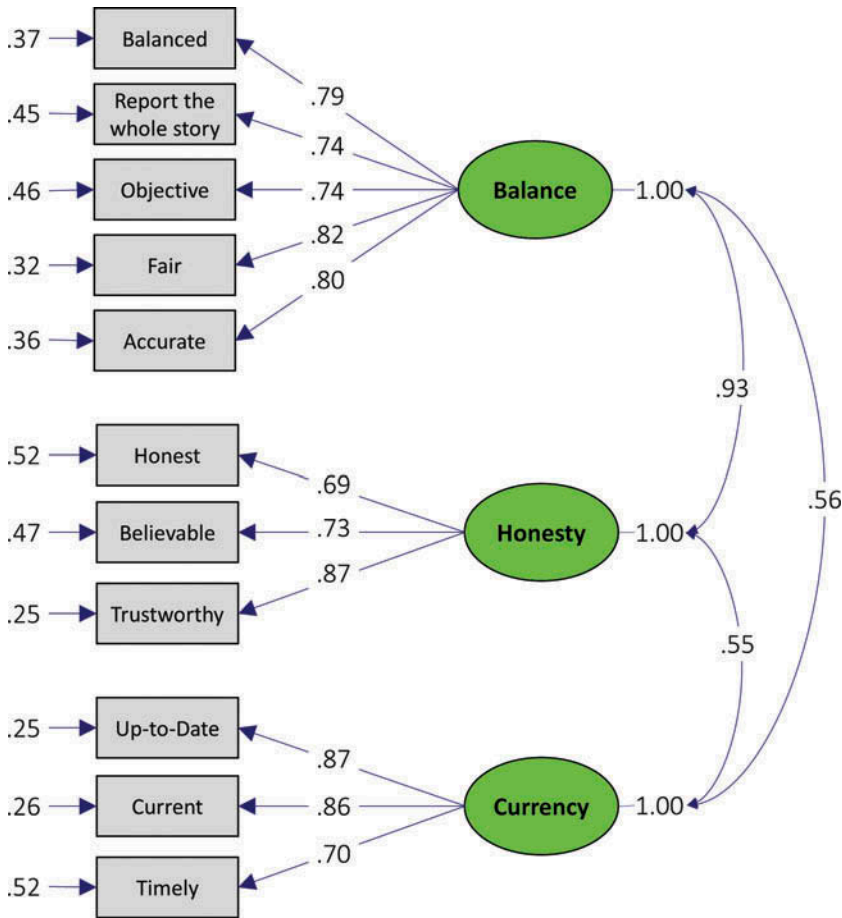 .37 Balanced .79
.45 Report the
whole story .74
.46 Objective .74 Balance 1.00
.32 Fair .82
.36 Accurate .80
.93
.56
.52 Honest .69
.47 Believable .73 Honesty 1.00
.25 Trustworthy .87
.55
.25 Up-to-Date .87
.26 Current .86 Currency 1.00
.52 Timely .70